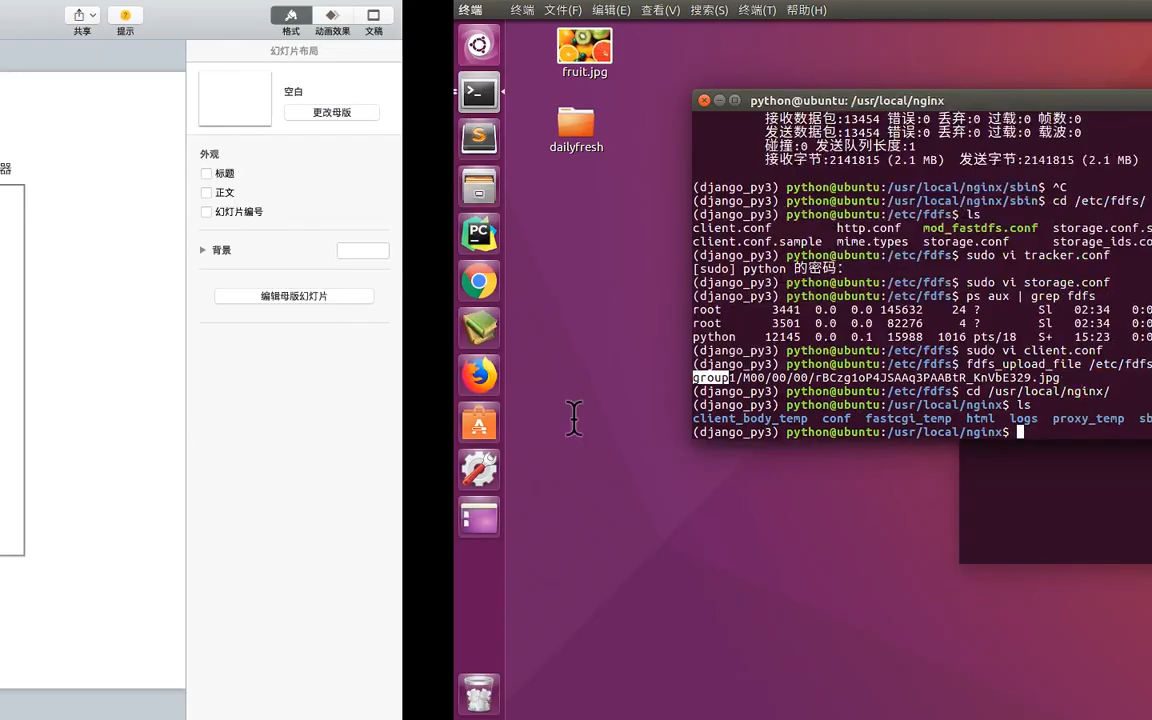 共享
提示
格式
动画效果
文稿
幻灯片布局
空白
更改母版
器
外观
标题
正文
幻灯片编号
背景
编辑母版幻灯片
终端 终端 文件(F) 编辑(E) 查看(V) 搜索(S) 终端(T) 帮助(H)
fruit.jpg
dailyfresh
python@ubuntu: /usr/local/nginx
接收数据包:13454 错误:0 丢弃:0 过载:0 帧数:0
发送数据包:13454 错误:0 丢弃:0 过载:0 载波:0
碰撞:0 发送队列长度:1
接收字节:2141815 (2.1 MB)  发送字节:2141815 (2.1 MB)
(django_py3) python@ubuntu:/usr/local/nginx/sbin$ ^C
(django_py3) python@ubuntu:/usr/local/nginx/sbin$ cd /etc/fdfs/
(django_py3) python@ubuntu:/etc/fdfs$ ls
client.conf         http.conf   mod_fastdfs.conf  storage.conf.s
client.conf.sample  mime.types  storage.conf      storage_ids.co
(django_py3) python@ubuntu:/etc/fdfs$ sudo vi tracker.conf
[sudo] python 的密码:
(django_py3) python@ubuntu:/etc/fdfs$ sudo vi storage.conf
(django_py3) python@ubuntu:/etc/fdfs$ ps aux | grep fdfs
root       3441  0.0  0.0 145632    24 ?        Sl   02:34   0:0
root       3501  0.0  0.0  82276     4 ?        Sl   02:34   0:0
python    12145  0.0  0.1  15988  1016 pts/18   S+   15:23   0:0
(django_py3) python@ubuntu:/etc/fdfs$ sudo vi client.conf
(django_py3) python@ubuntu:/etc/fdfs$ fdfs_upload_file /etc/fdfs
group1/M00/00/00/rBCzg1oP4JSAAq3PAABtR_KnVbE329.jpg
(django_py3) python@ubuntu:/etc/fdfs$ cd /usr/local/nginx/
(django_py3) python@ubuntu:/usr/local/nginx$ ls
client_body_temp  conf  fastcgi_temp  html  logs  proxy_temp  sb
(django_py3) python@ubuntu:/usr/local/nginx$